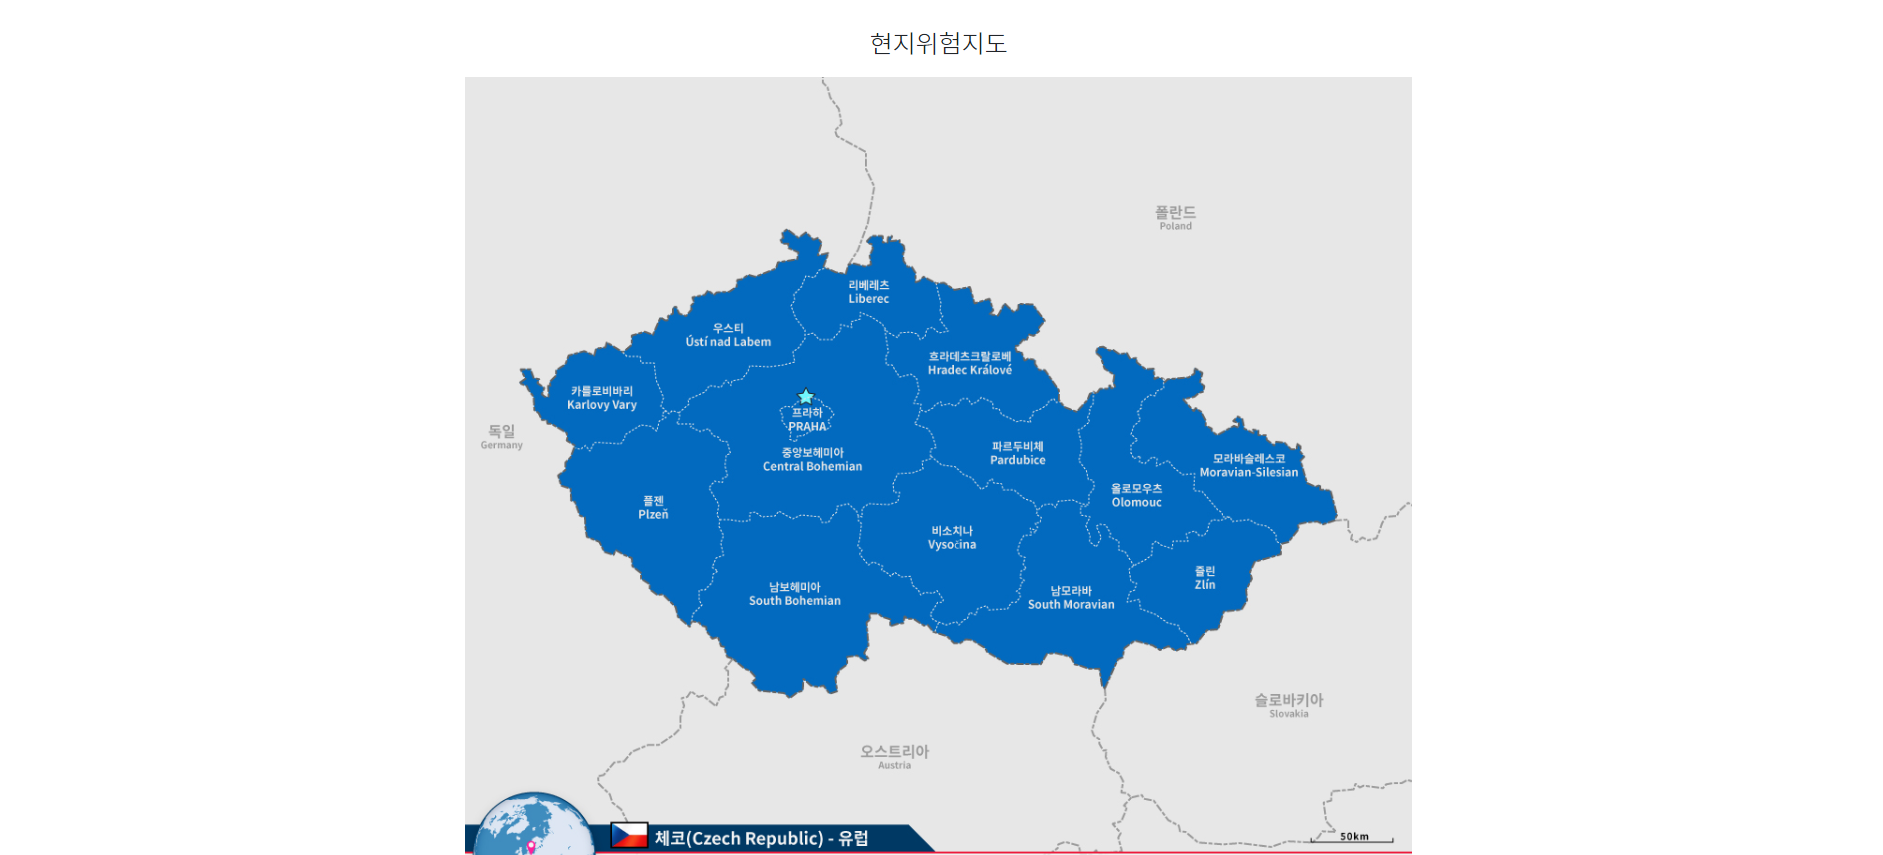 현지위험지도
폴란드
Poland
리베레츠
Liberec
우스티
Ústí nad Labem
흐라데츠크랄로베
Hradec Králové
카를로비바리
Karlovy Vary
프라하
PRAHA
독일
Germany
중앙보헤미아
Central Bohemian
파르두비체
Pardubice
모라바슬레스코
Moravian-Silesian
올로모우츠
Olomouc
플젠
Plzeň
비소치나
Vysočina
남보헤미아
South Bohemian
남모라바
South Moravian
즐린
Zlín
슬로바키아
Slovakia
오스트리아
Austria
체코(Czech Republic) - 유럽
50km